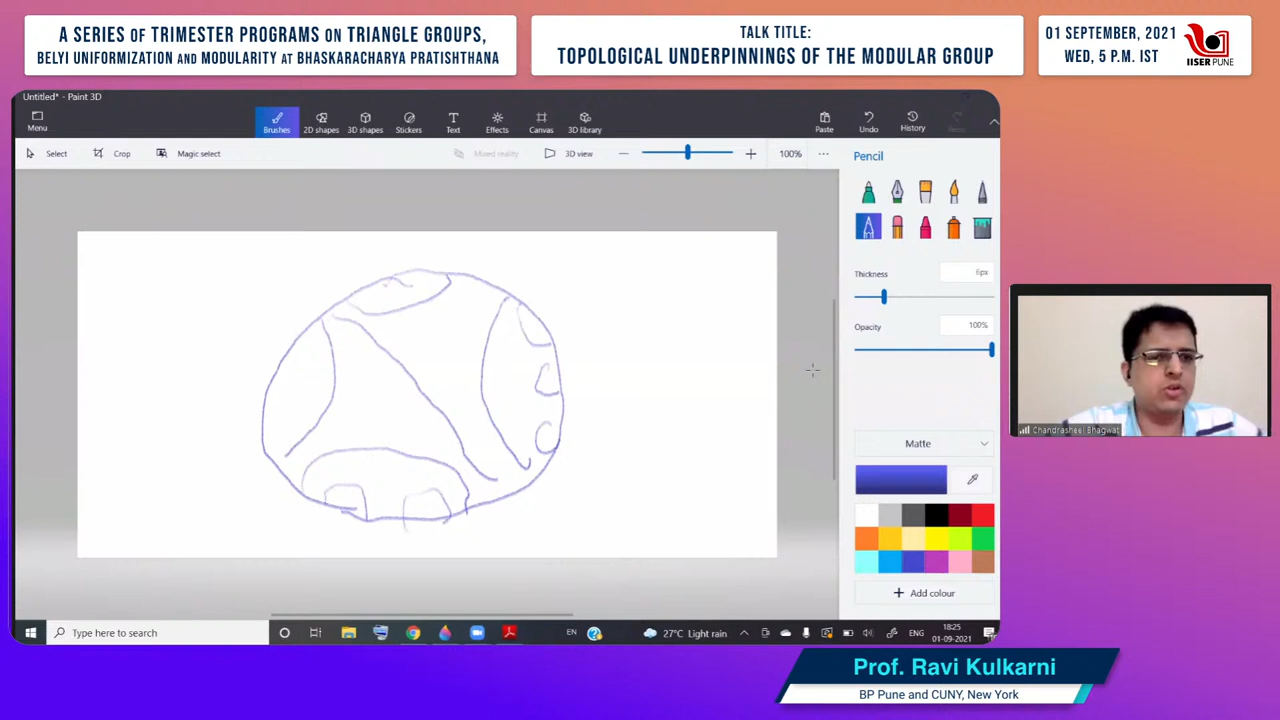 A SERIES OF TRIMESTER PROGRAMS ON TRIANGLE GROUPS,
BELYI UNIFORMIZATION AND MODULARITY AT BHASKARACHARYA PRATISHTHANA
TALK TITLE:
TOPOLOGICAL UNDERPINNINGS OF THE MODULAR GROUP
01 SEPTEMBER, 2021
WED, 5 P.M. IST
IISER PUNE
Untitled* - Paint 3D
Menu
Brushes
2D shapes
3D shapes
Stickers
Text
Effects
Canvas
3D library
Paste
Undo
History
Select
Crop
Magic select
Mixed reality
3D view
100%
Pencil
Thickness
6px
Opacity
100%
Matte
Add colour
Chandrasheel Bhagwat
Type here to search
EN
27°C Light rain
ENG
18:25
01-09-2021
Prof. Ravi Kulkarni
BP Pune and CUNY, New York